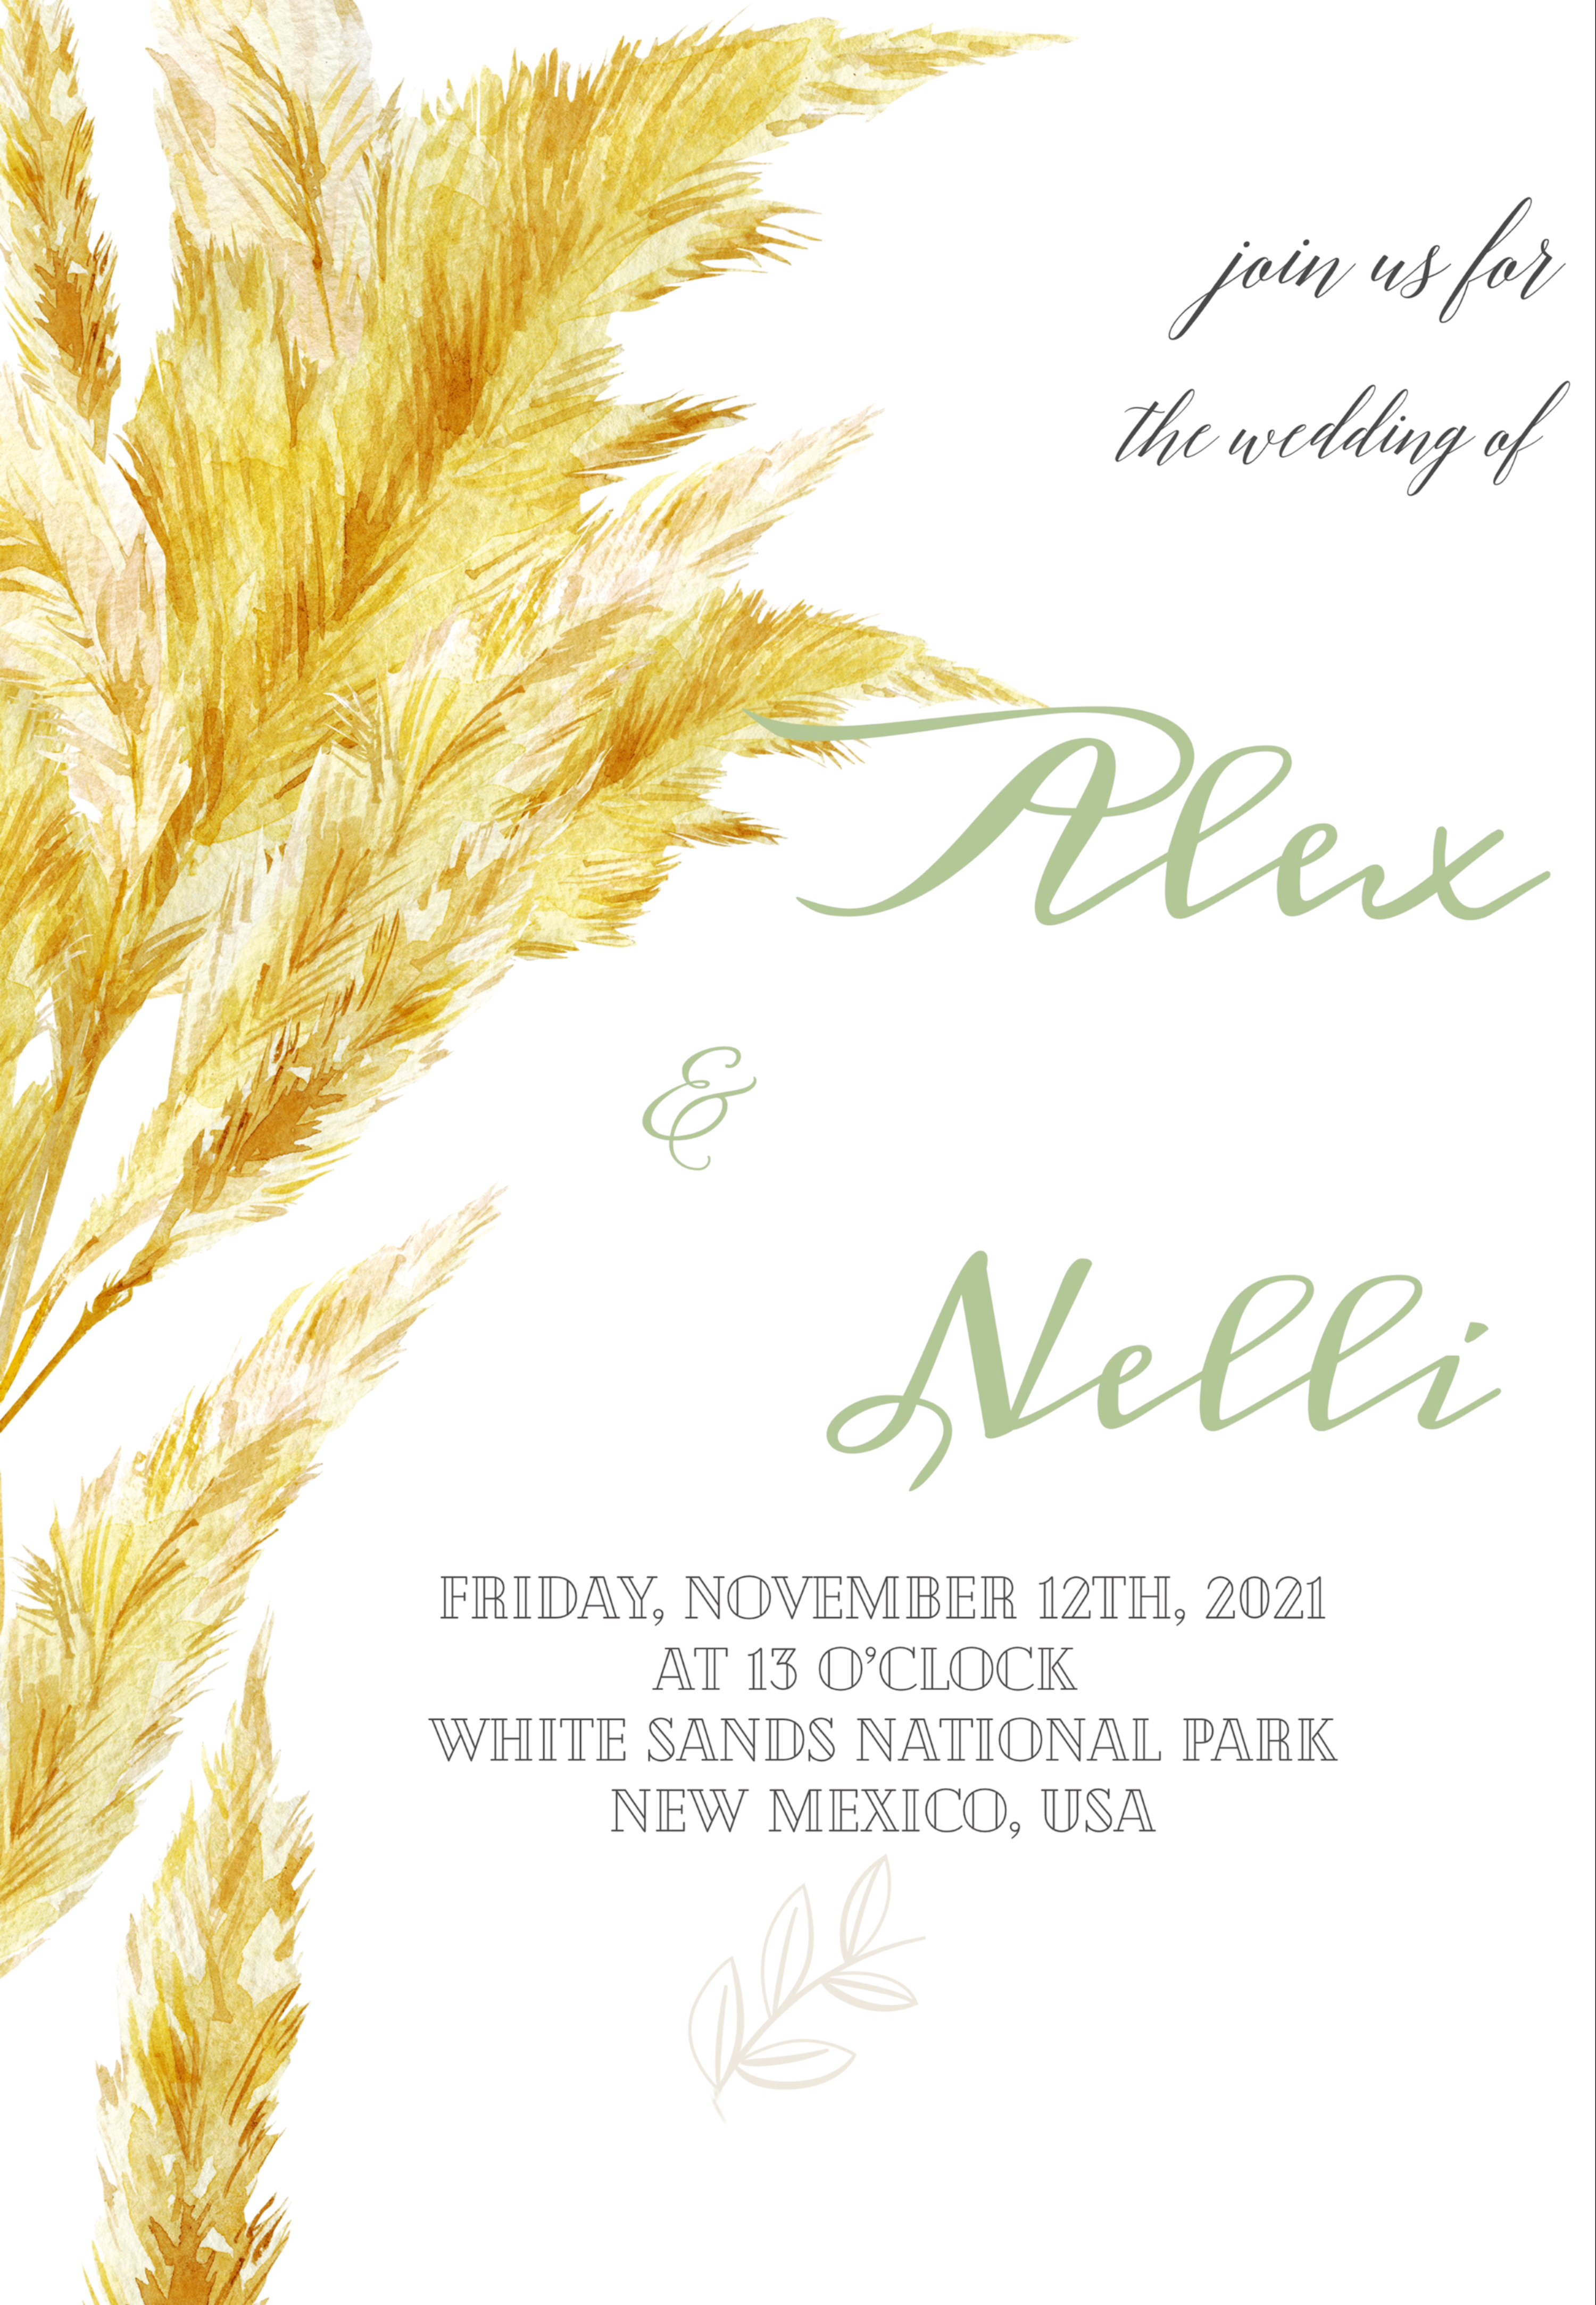 join us for
the wedding of
Alex
&
Nelli
FRIDAY, NOVEMBER 12TH, 2021
AT 13 O'CLOCK
WHITE SANDS NATIONAL PARK
NEW MEXICO, USA